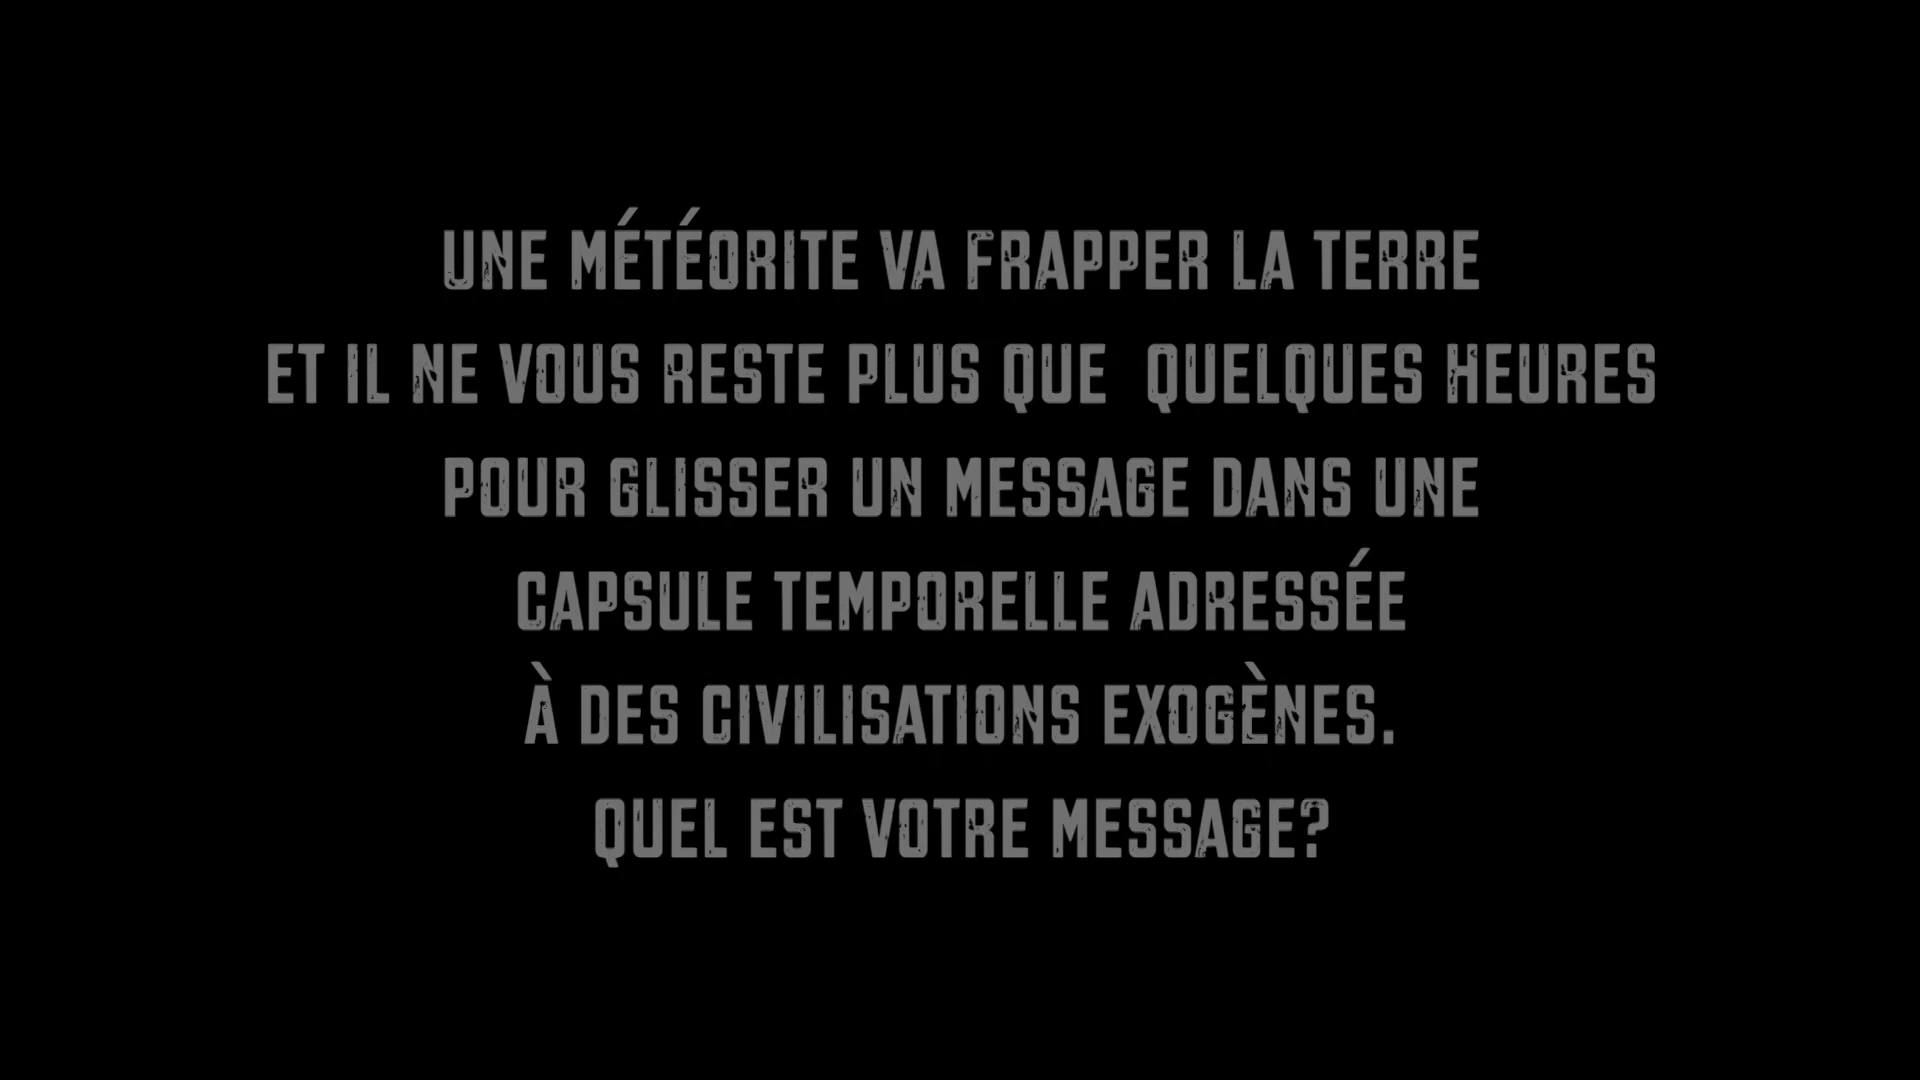 UNE MÉTÉORITE VA FRAPPER LA TERRE
ET IL NE VOUS RESTE PLUS QUE QUELQUES HEURES
POUR GLISSER UN MESSAGE DANS UNE
CAPSULE TEMPORELLE ADRESSÉE
À DES CIVILISATIONS EXOGÈNES.
QUEL EST VOTRE MESSAGE?